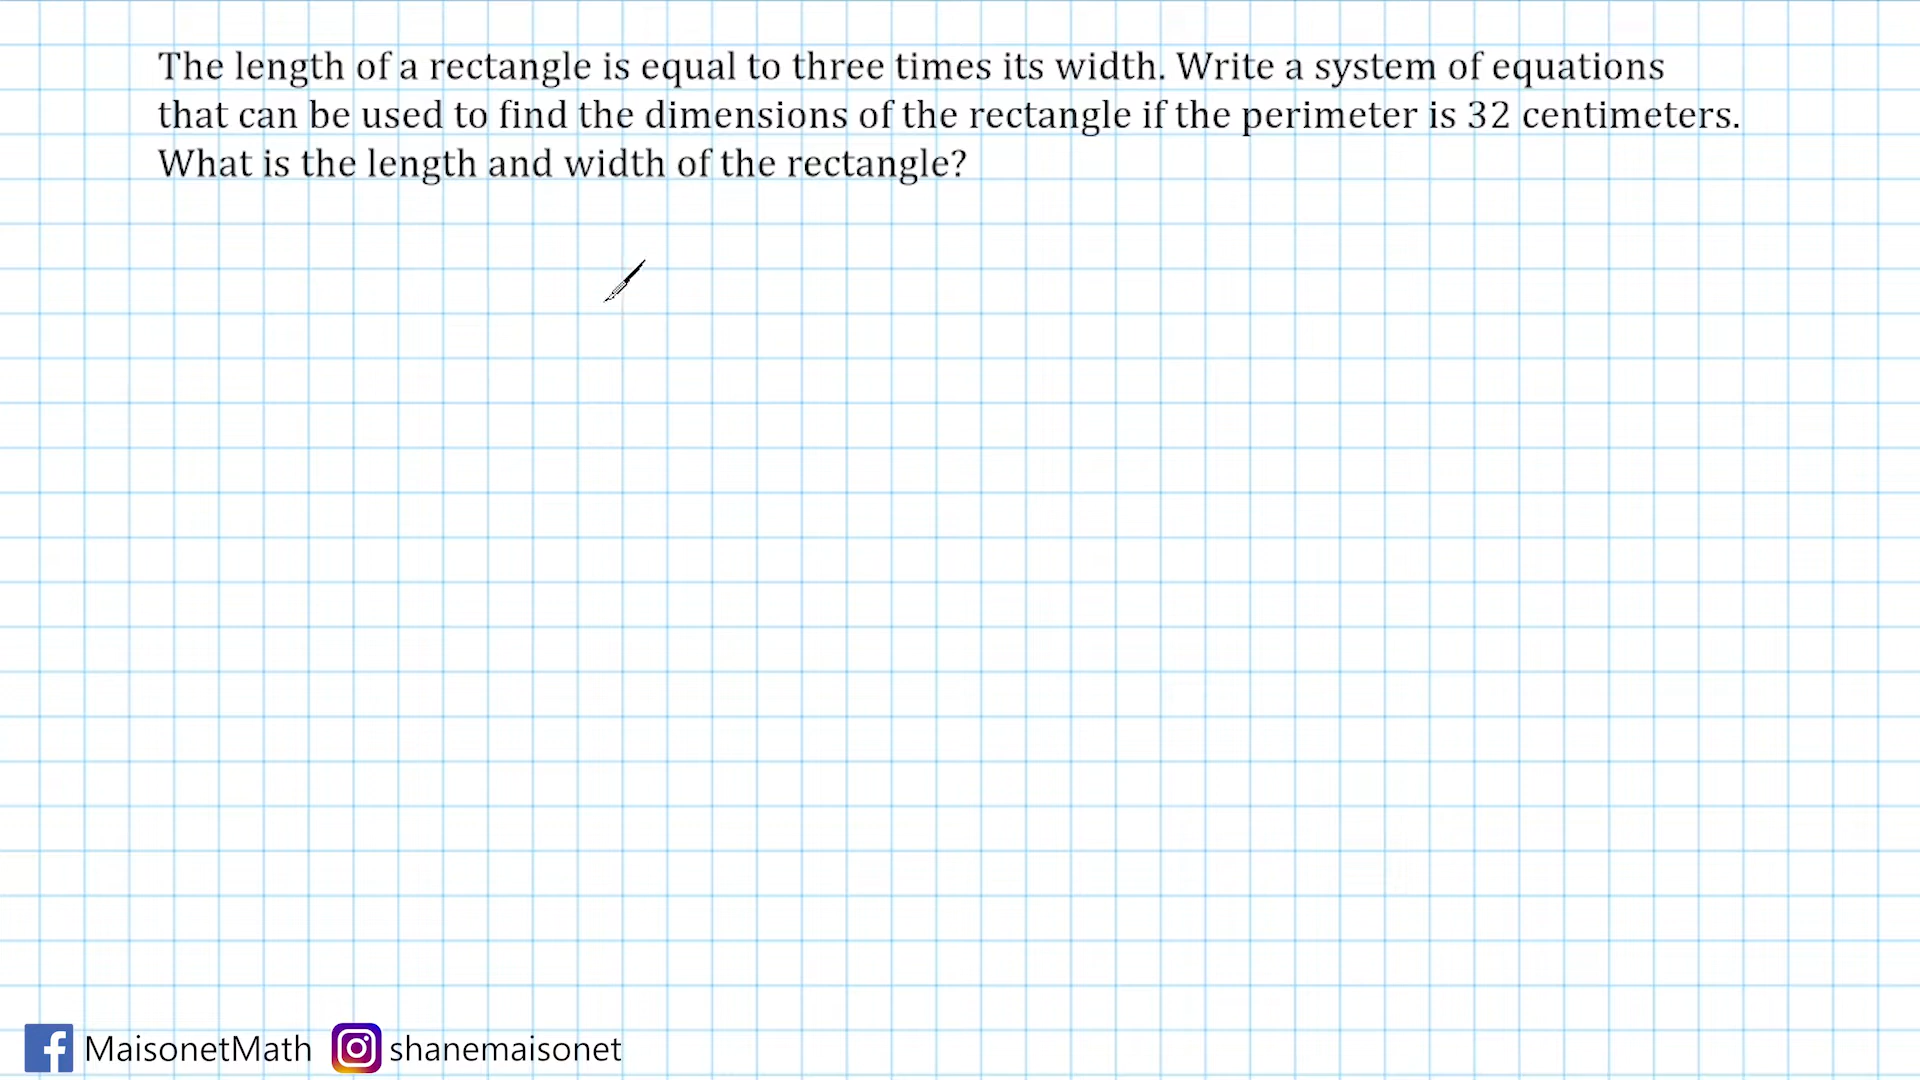 The length of a rectangle is equal to three times its width. Write a system of equations
that can be used to find the dimensions of the rectangle if the perimeter is 32 centimeters.
What is the length and width of the rectangle?
MaisonetMath shanemaisonet